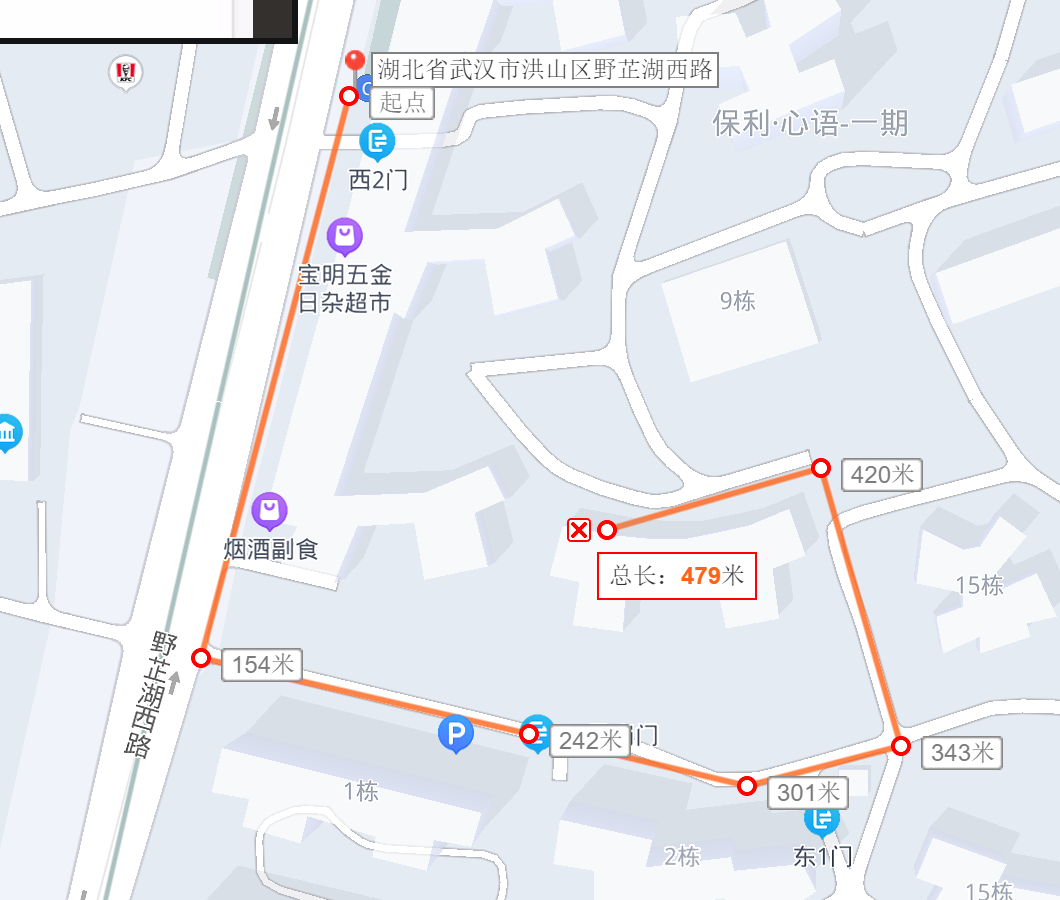 KFC
湖北省武汉市洪山区野芷湖西路
起点
保利·心语-一期
西2门
宝明五金
日杂超市
9栋
420米
烟酒副食
总长：479米
15栋
154米
野芷湖西路
P
242米
门
343米
1栋
301米
2栋
东1门
15栋